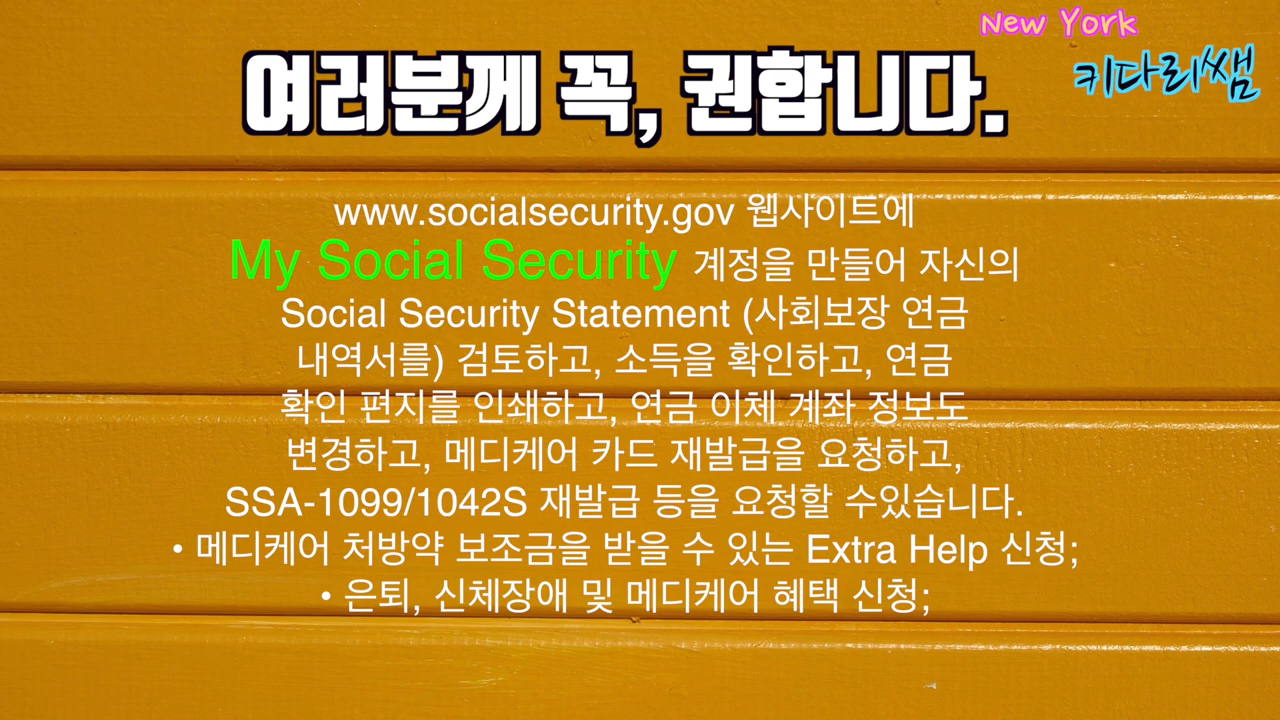 New York
키다리쌤
여러분께 꼭, 권합니다.
www.socialsecurity.gov 웹사이트에
My Social Security 계정을 만들어 자신의
Social Security Statement (사회보장 연금
내역서를) 검토하고, 소득을 확인하고, 연금
확인 편지를 인쇄하고, 연금 이체 계좌 정보도
변경하고, 메디케어 카드 재발급을 요청하고,
SSA-1099/1042S 재발급 등을 요청할 수있습니다.
• 메디케어 처방약 보조금을 받을 수 있는 Extra Help 신청;
• 은퇴, 신체장애 및 메디케어 혜택 신청;